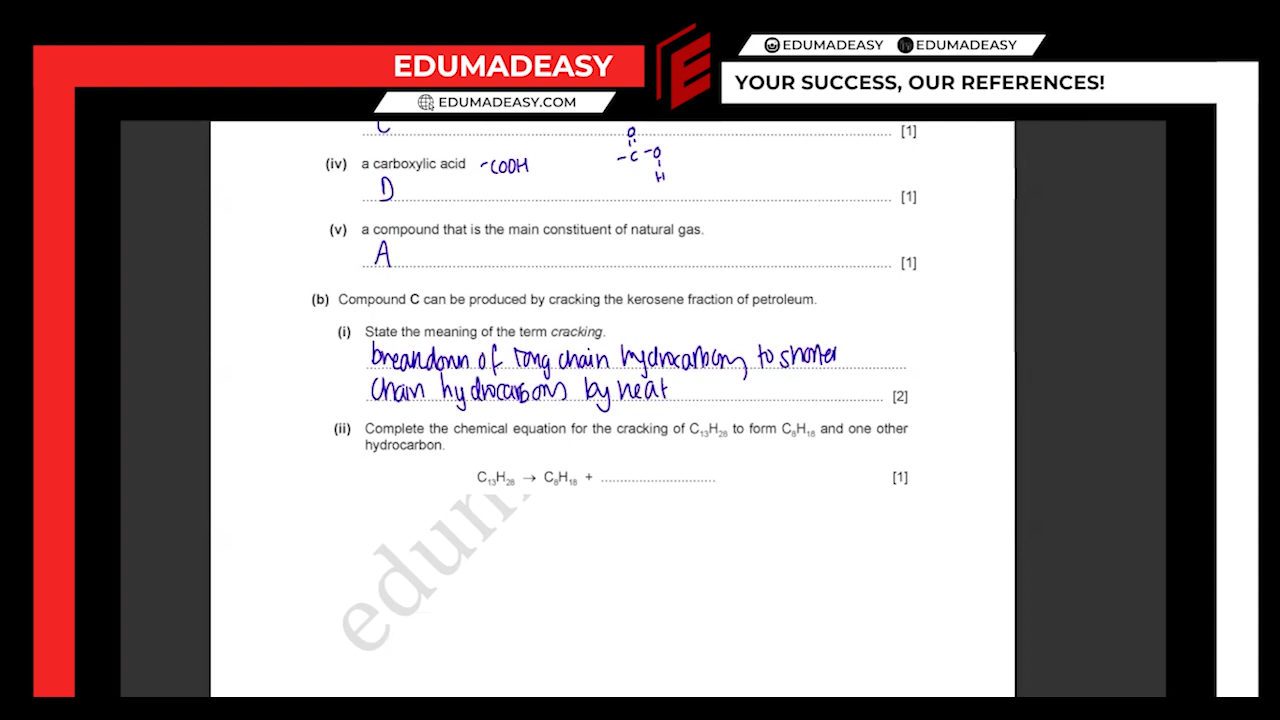 EDUMADEASY
EDUMADEASY.COM
EDUMADEASY EDUMADEASY
YOUR SUCCESS, OUR REFERENCES!
C [1]
(iv) a carboxylic acid -COOH
O
-C-O
H
D [1]
(v) a compound that is the main constituent of natural gas.
A [1]
(b) Compound C can be produced by cracking the kerosene fraction of petroleum.
(i) State the meaning of the term cracking.
breakdown of long chain hydrocarbons to shorter
chain hydrocarbons by heat [2]
(ii) Complete the chemical equation for the cracking of C₁₃H₂₈ to form C₈H₁₈ and one other
hydrocarbon.
C₁₃H₂₈ → C₈H₁₈ + .............................. [1]
edum